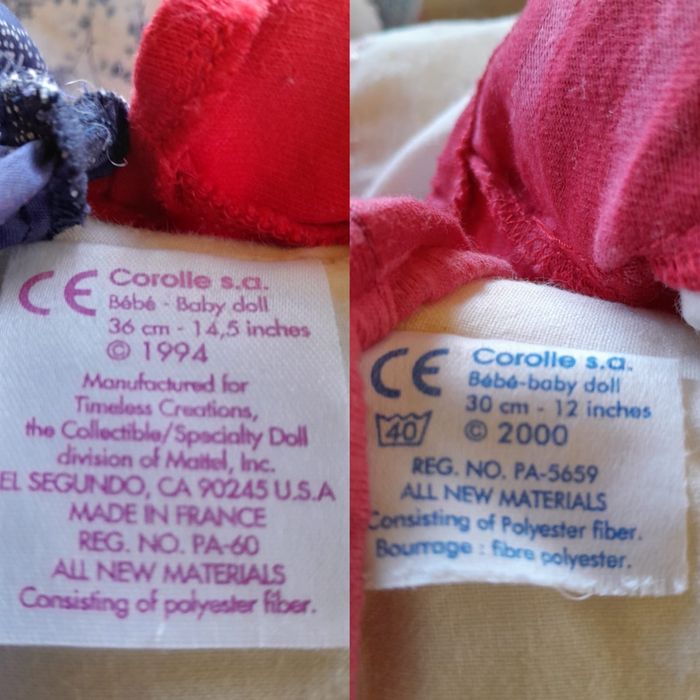 CE Corolle s.a.
Bébé - Baby doll
36 cm - 14,5 inches
© 1994
Manufactured for
Timeless Creations,
the Collectible/Specialty Doll
division of Mattel, Inc.
EL SEGUNDO, CA 90245 U.S.A
MADE IN FRANCE
REG. NO. PA-60
ALL NEW MATERIALS
Consisting of polyester fiber.
CE Corolle s.a.
Bébé-baby doll
30 cm - 12 inches
40 © 2000
REG. NO. PA-5659
ALL NEW MATERIALS
Consisting of Polyester fiber.
Bourrage : fibre polyester.